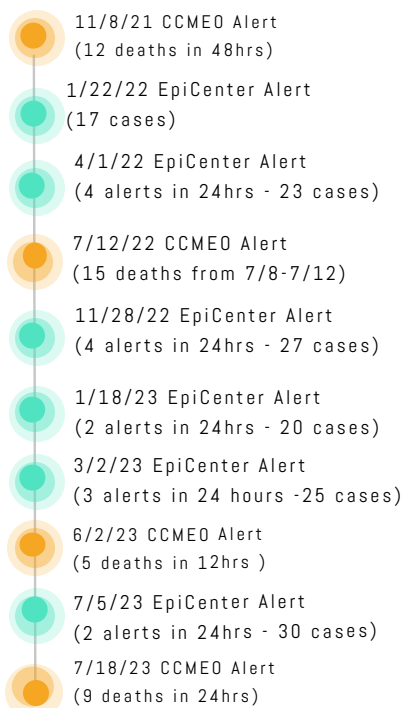 11/8/21 CCMEO Alert
(12 deaths in 48hrs)
1/22/22 EpiCenter Alert
(17 cases)
4/1/22 EpiCenter Alert
(4 alerts in 24hrs - 23 cases)
7/12/22 CCMEO Alert
(15 deaths from 7/8-7/12)
11/28/22 EpiCenter Alert
(4 alerts in 24hrs - 27 cases)
1/18/23 EpiCenter Alert
(2 alerts in 24hrs - 20 cases)
3/2/23 EpiCenter Alert
(3 alerts in 24 hours -25 cases)
6/2/23 CCMEO Alert
(5 deaths in 12hrs )
7/5/23 EpiCenter Alert
(2 alerts in 24hrs - 30 cases)
7/18/23 CCMEO Alert
(9 deaths in 24hrs)